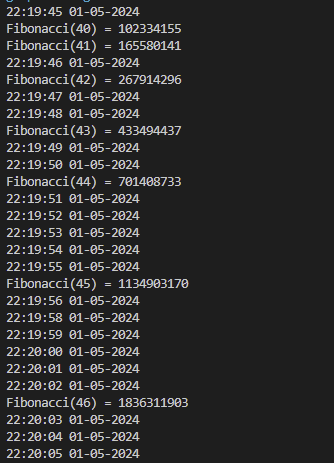 22:19:45 01-05-2024
Fibonacci(40) = 102334155
Fibonacci(41) = 165580141
22:19:46 01-05-2024
Fibonacci(42) = 267914296
22:19:47 01-05-2024
22:19:48 01-05-2024
Fibonacci(43) = 433494437
22:19:49 01-05-2024
22:19:50 01-05-2024
Fibonacci(44) = 701408733
22:19:51 01-05-2024
22:19:52 01-05-2024
22:19:53 01-05-2024
22:19:54 01-05-2024
22:19:55 01-05-2024
Fibonacci(45) = 1134903170
22:19:56 01-05-2024
22:19:58 01-05-2024
22:19:59 01-05-2024
22:20:00 01-05-2024
22:20:01 01-05-2024
22:20:02 01-05-2024
Fibonacci(46) = 1836311903
22:20:03 01-05-2024
22:20:04 01-05-2024
22:20:05 01-05-2024